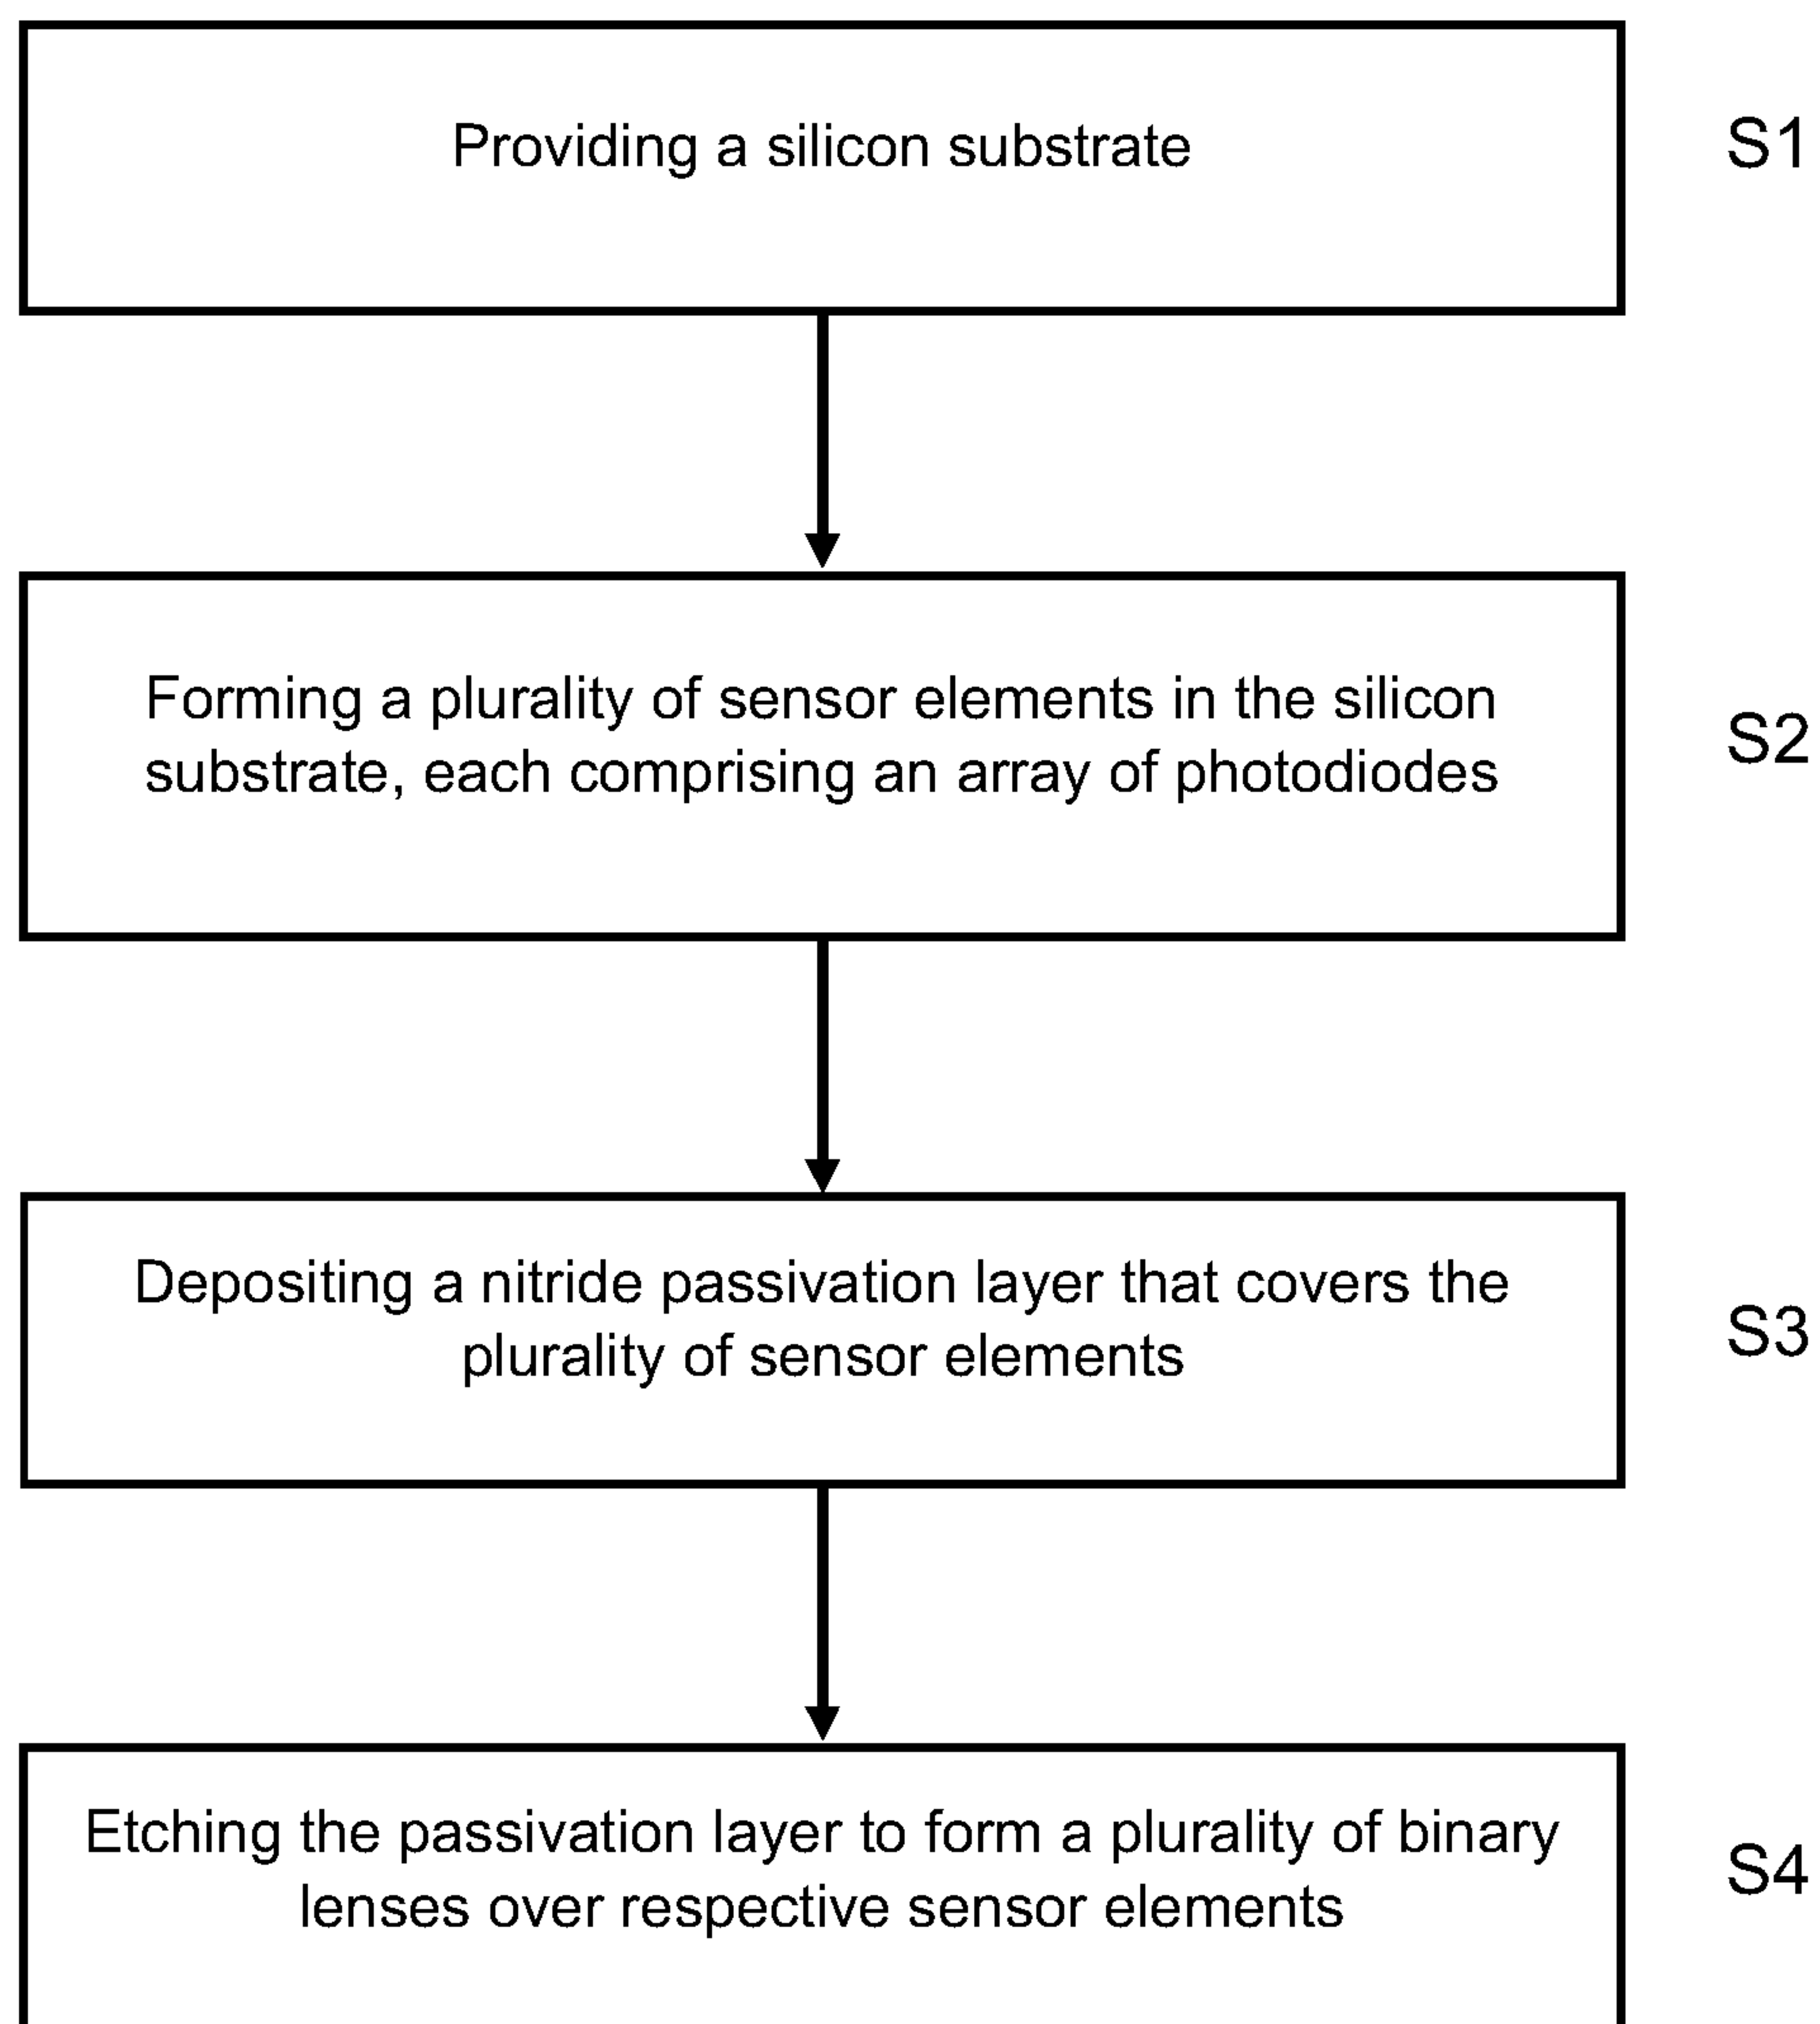 Providing a silicon substrate
S1
Forming a plurality of sensor elements in the silicon
substrate, each comprising an array of photodiodes
S2
Depositing a nitride passivation layer that covers the
plurality of sensor elements
S3
Etching the passivation layer to form a plurality of binary
lenses over respective sensor elements
S4